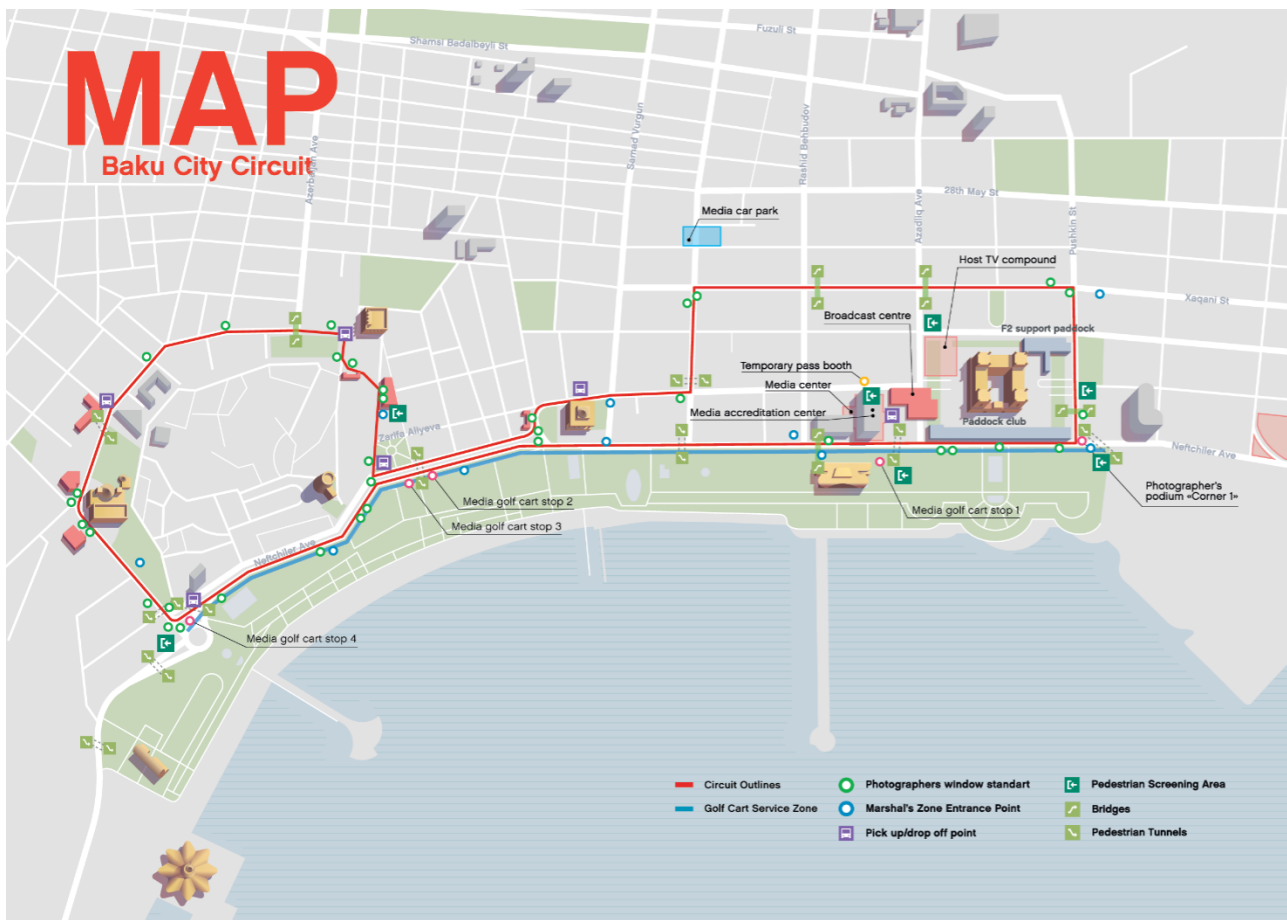 MAP
Baku City Circuit
Shamsi Badalbeyli St
Fuzuli St
Azerbaijan Ave
Samad Vurgun
Rashid Behbudov
Azadliq Ave
28th May St
Pushkin St
Media car park
Host TV compound
Xaqani St
Broadcast centre
F2 support paddock
Temporary pass booth
Media center
Media accreditation center
Paddock club
Zarifa Aliyeva
Neftchiler Ave
Photographer's
podium «Corner 1»
Media golf cart stop 2
Media golf cart stop 1
Media golf cart stop 3
Neftchiler Ave
Media golf cart stop 4
Circuit Outlines
Golf Cart Service Zone
Photographers window standart
Marshal's Zone Entrance Point
Pick up/drop off point
Pedestrian Screening Area
Bridges
Pedestrian Tunnels